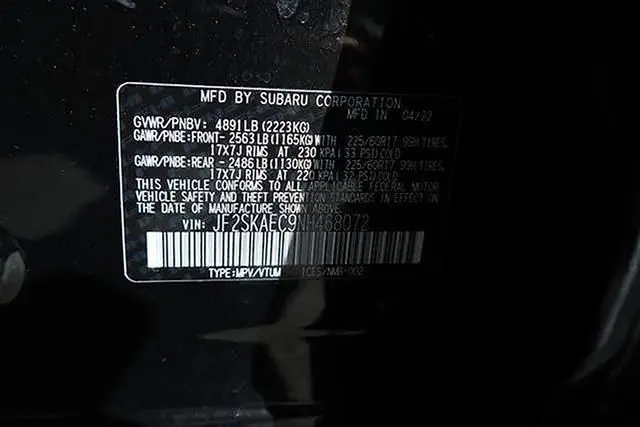 MFD BY SUBARU CORPORATION
MFD IN 04/22
GVWR/PNBV: 4891LB(2223KG)
GAWR/PNBE:FRONT- 2563LB(1165KG)WITH 225/60R17 99H TIRES,
17x7J RIMS AT 230 KPA(33 PSI)COLD
GAWR/PNBE:REAR - 2486LB(1130KG)WITH 225/60R17 99H TIRES,
17x7J RIMS AT 220 KPA(32 PSI)COLD
THIS VEHICLE CONFORMS TO ALL APPLICABLE FEDERAL MOTOR
VEHICLE SAFETY AND THEFT PREVENTION STANDARDS IN EFFECT ON
THE DATE OF MANUFACTURE SHOWN ABOVE.
VIN: JF2SKAEC9NH468072
TYPE:MPV/VTUM